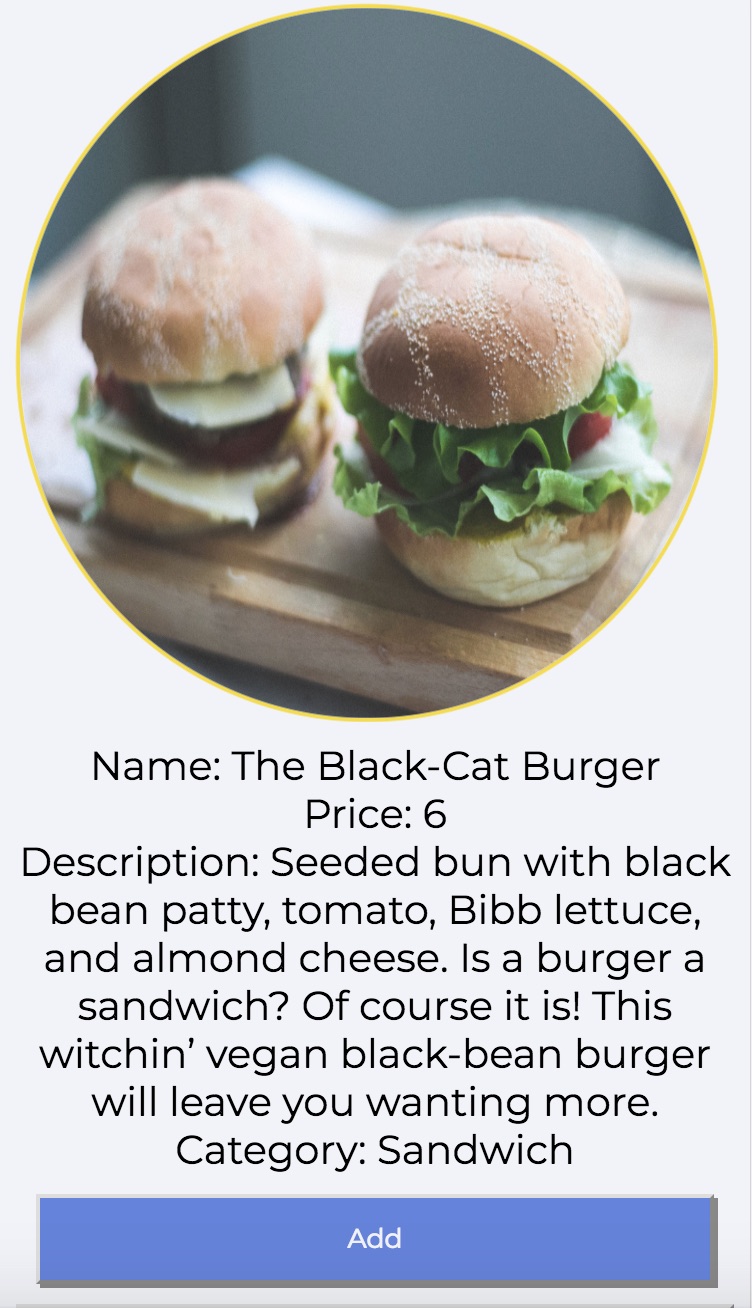 Name: The Black-Cat Burger
Price: 6
Description: Seeded bun with black
bean patty, tomato, Bibb lettuce,
and almond cheese. Is a burger a
sandwich? Of course it is! This
witchin’ vegan black-bean burger
will leave you wanting more.
Category: Sandwich
Add